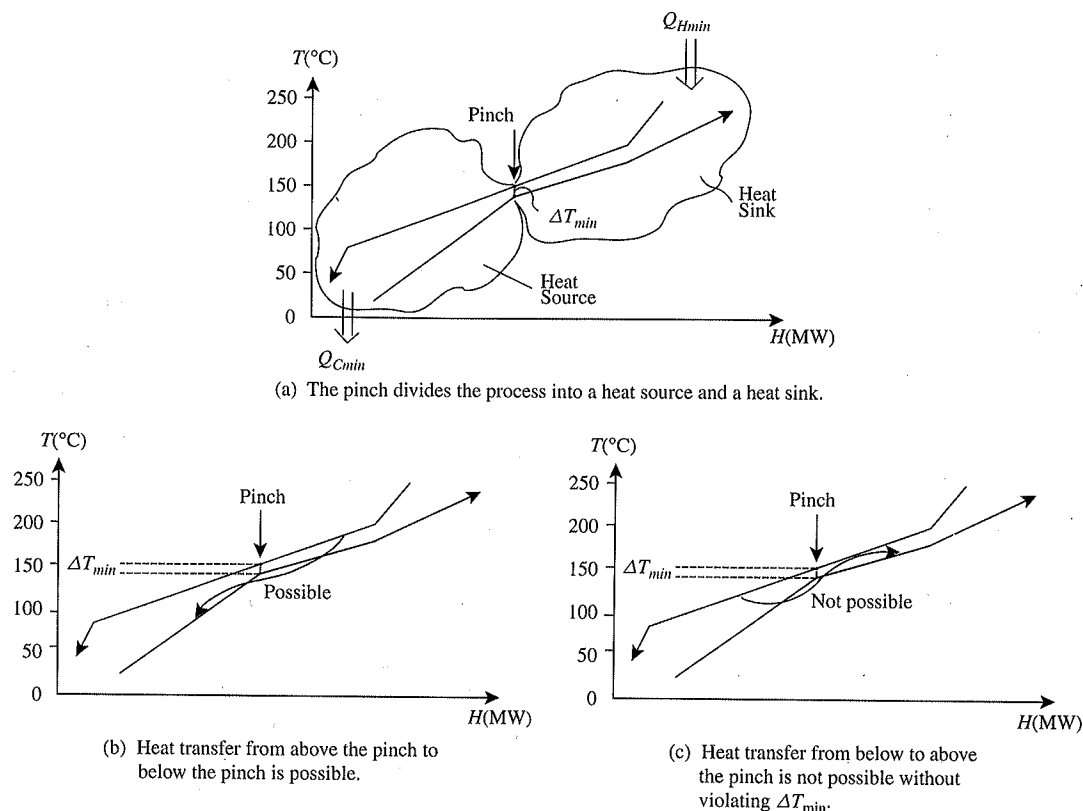 Q_Hmin
T(°C)
250
200
150
100
50
0
Pinch
ΔT_min
Heat
Sink
Heat
Source
H(MW)
Q_Cmin
(a) The pinch divides the process into a heat source and a heat sink.
T(°C)
250
200
150
100
50
0
Pinch
ΔT_min
Possible
H(MW)
(b) Heat transfer from above the pinch to
below the pinch is possible.
T(°C)
250
200
150
100
50
0
Pinch
ΔT_min
Not possible
H(MW)
(c) Heat transfer from below to above
the pinch is not possible without
violating ΔT_min.